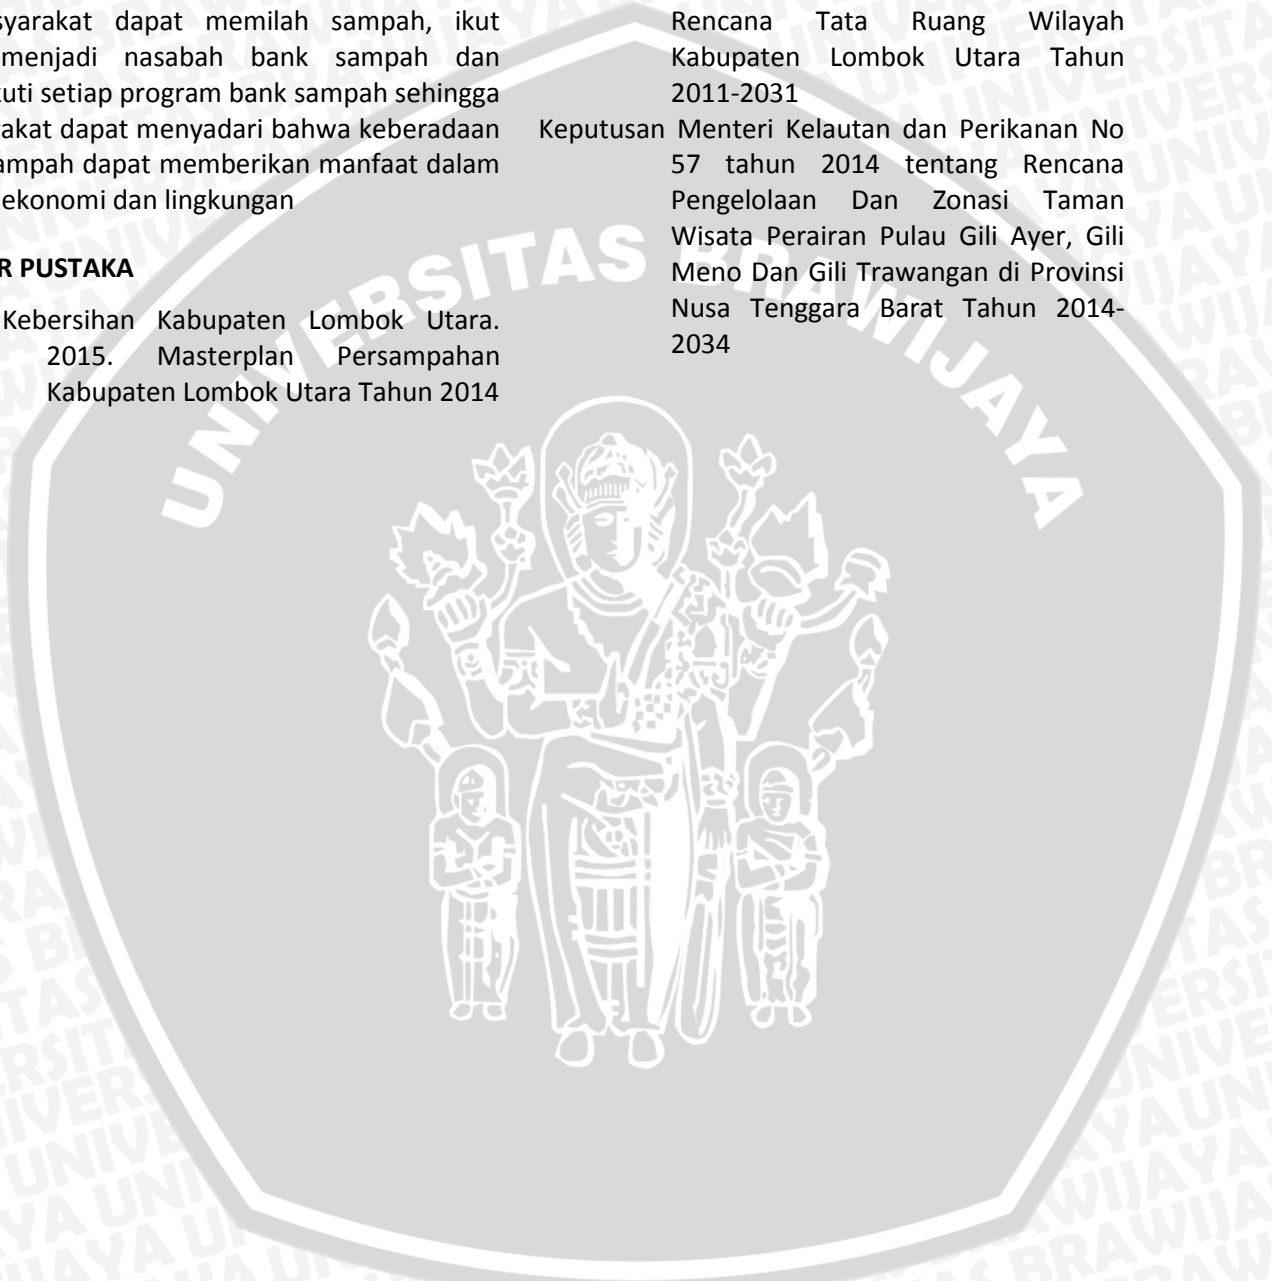 syarakat dapat memilah sampah, ikut
menjadi nasabah bank sampah dan
uti setiap program bank sampah sehingga
rakat dapat menyadari bahwa keberadaan
ampah dapat memberikan manfaat dalam
ekonomi dan lingkungan
R PUSTAKA
Kebersihan Kabupaten Lombok Utara.
2015. Masterplan Persampahan
Kabupaten Lombok Utara Tahun 2014
Rencana Tata Ruang Wilayah
Kabupaten Lombok Utara Tahun
2011-2031
Keputusan Menteri Kelautan dan Perikanan No
57 tahun 2014 tentang Rencana
Pengelolaan Dan Zonasi Taman
Wisata Perairan Pulau Gili Ayer, Gili
Meno Dan Gili Trawangan di Provinsi
Nusa Tenggara Barat Tahun 2014-
2034
UNIVERSITAS BRAWIJAYA